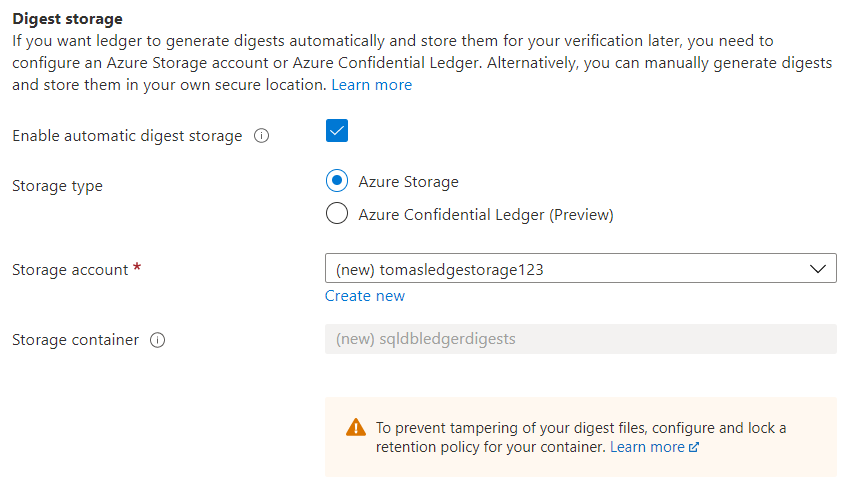 Digest storage
If you want ledger to generate digests automatically and store them for your verification later, you need to
configure an Azure Storage account or Azure Confidential Ledger. Alternatively, you can manually generate digests
and store them in your own secure location. Learn more
Enable automatic digest storage
Storage type
Azure Storage
Azure Confidential Ledger (Preview)
Storage account *
(new) tomasledgestorage123
Create new
Storage container
(new) sqldbledgerdigests
To prevent tampering of your digest files, configure and lock a
retention policy for your container. Learn more